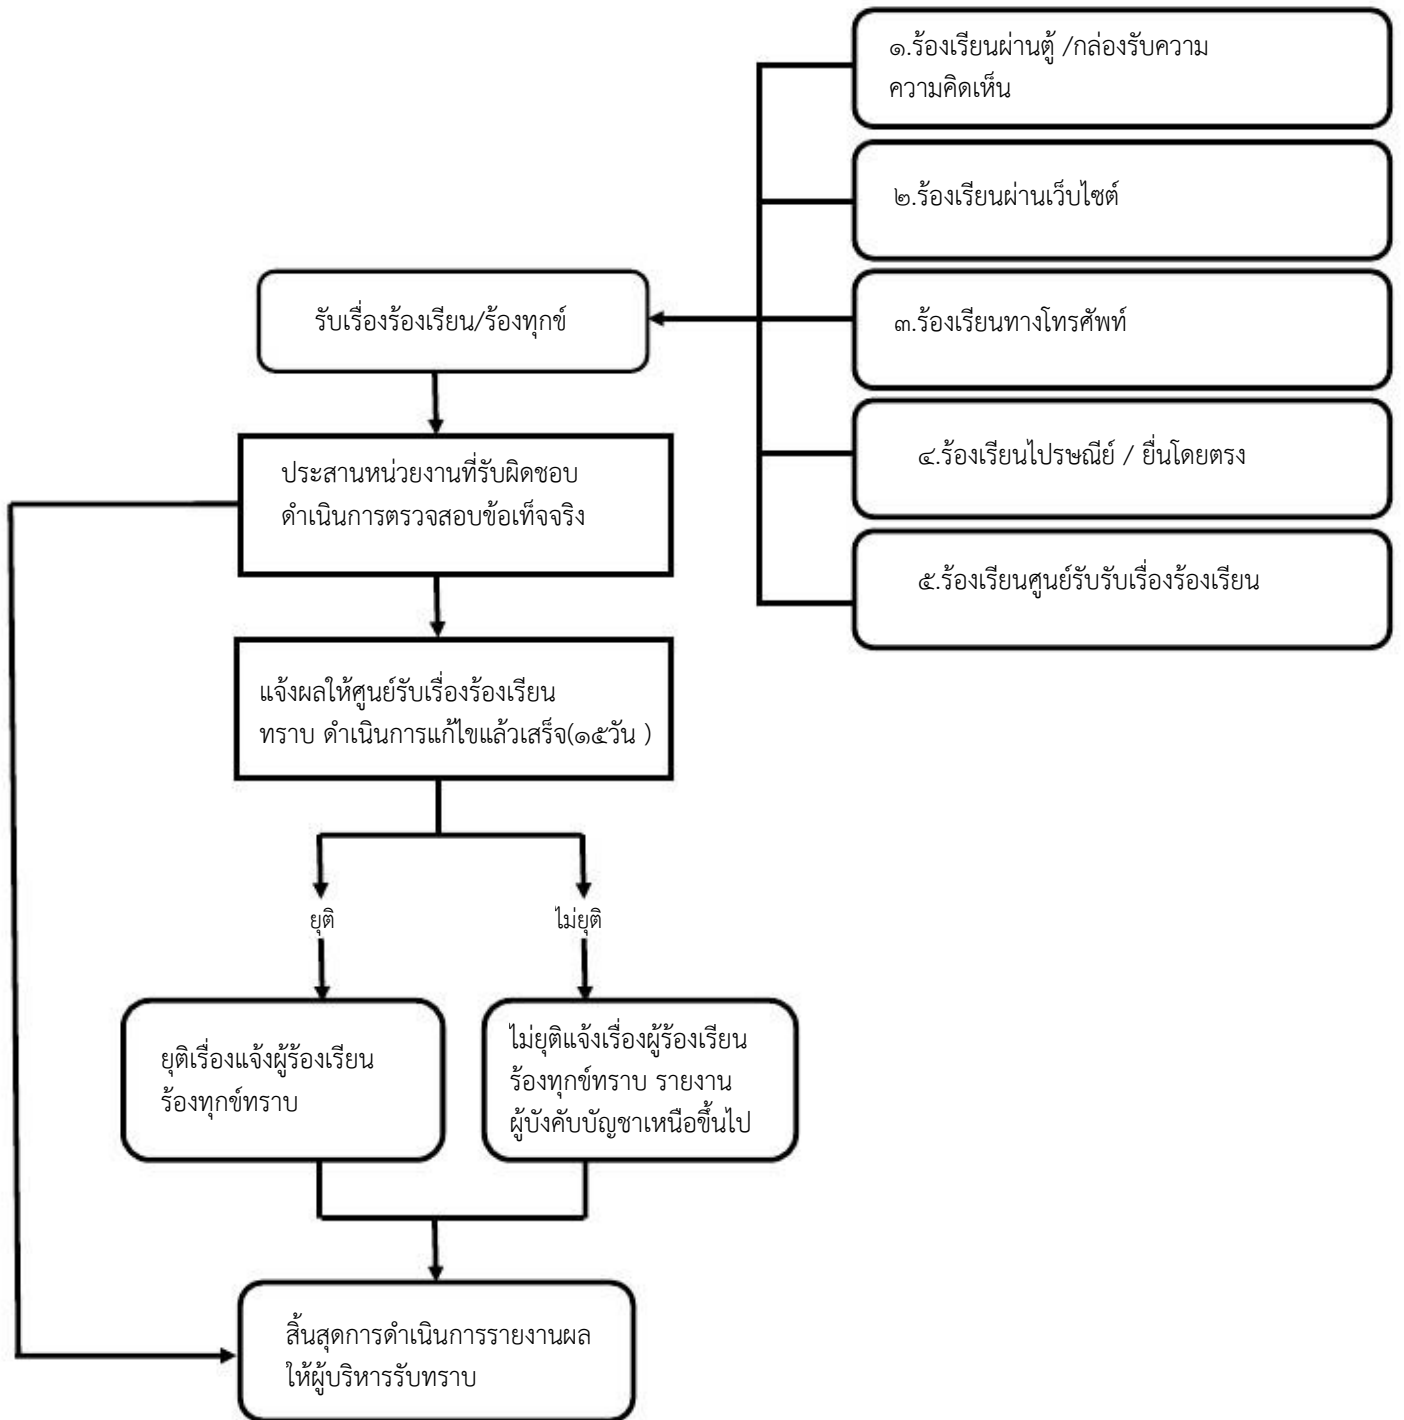 ๑.ร้องเรียนผ่านตู้ /กล่องรับความ
ความคิดเห็น
๒.ร้องเรียนผ่านเว็บไซต์
รับเรื่องร้องเรียน/ร้องทุกข์
๓.ร้องเรียนทางโทรศัพท์
๔.ร้องเรียนไปรษณีย์ / ยื่นโดยตรง
ประสานหน่วยงานที่รับผิดชอบ
ดำเนินการตรวจสอบข้อเท็จจริง
๕.ร้องเรียนศูนย์รับรับเรื่องร้องเรียน
แจ้งผลให้ศูนย์รับเรื่องร้องเรียน
ทราบ ดำเนินการแก้ไขแล้วเสร็จ(๑๕วัน )
ยุติ
ไม่ยุติ
ยุติเรื่องแจ้งผู้ร้องเรียน
ร้องทุกข์ทราบ
ไม่ยุติแจ้งเรื่องผู้ร้องเรียน
ร้องทุกข์ทราบ รายงาน
ผู้บังคับบัญชาเหนือขึ้นไป
สิ้นสุดการดำเนินการรายงานผล
ให้ผู้บริหารรับทราบ